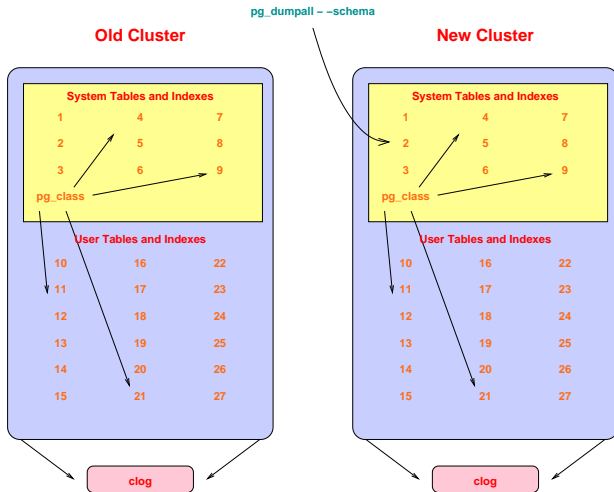 pg_dumpall − −schema
Old Cluster
New Cluster
System Tables and Indexes
1 4 7
2 5 8
3 6 9
pg_class
User Tables and Indexes
10 16 22
11 17 23
12 18 24
13 19 25
14 20 26
15 21 27
clog
System Tables and Indexes
1 4 7
2 5 8
3 6 9
pg_class
User Tables and Indexes
10 16 22
11 17 23
12 18 24
13 19 25
14 20 26
15 21 27
clog